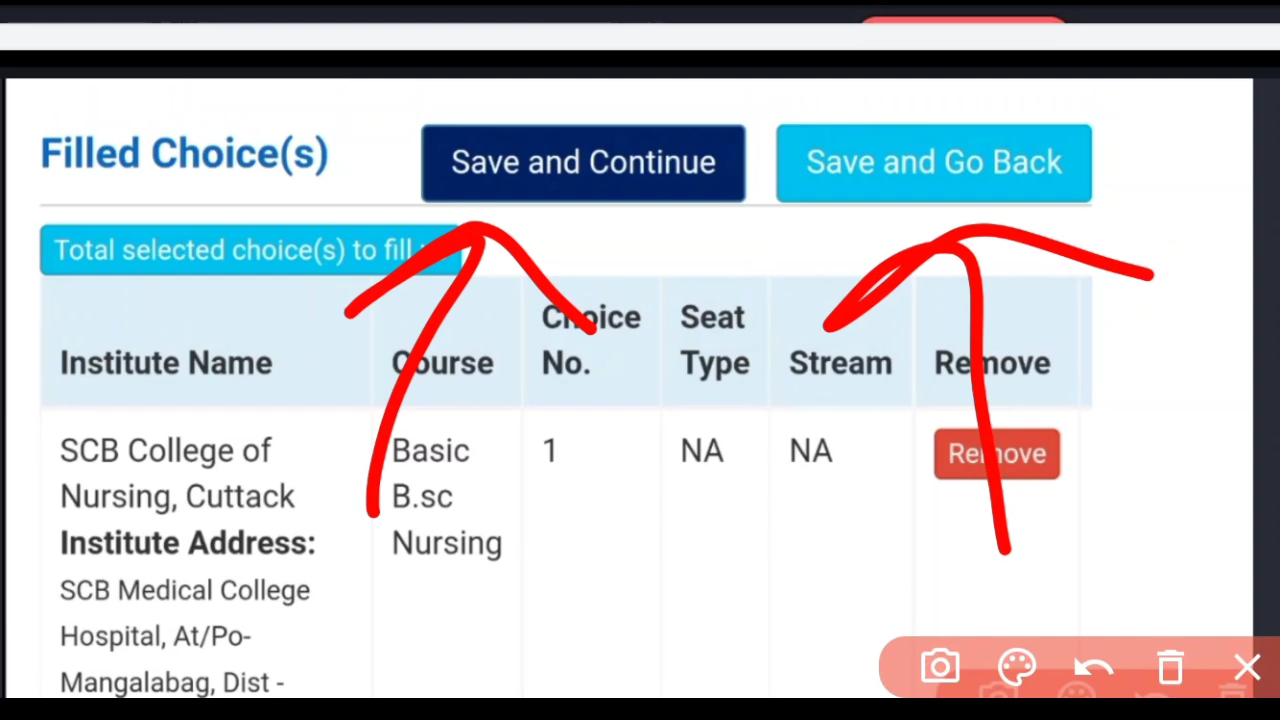 Filled Choice(s)
Save and Continue
Save and Go Back
Total selected choice(s) to fill
Institute Name
Course
Choice No.
Seat Type
Stream
Remove
SCB College of
Nursing, Cuttack
Institute Address:
SCB Medical College
Hospital, At/Po-
Mangalabag, Dist -
Basic
B.sc
Nursing
1
NA
NA
Remove